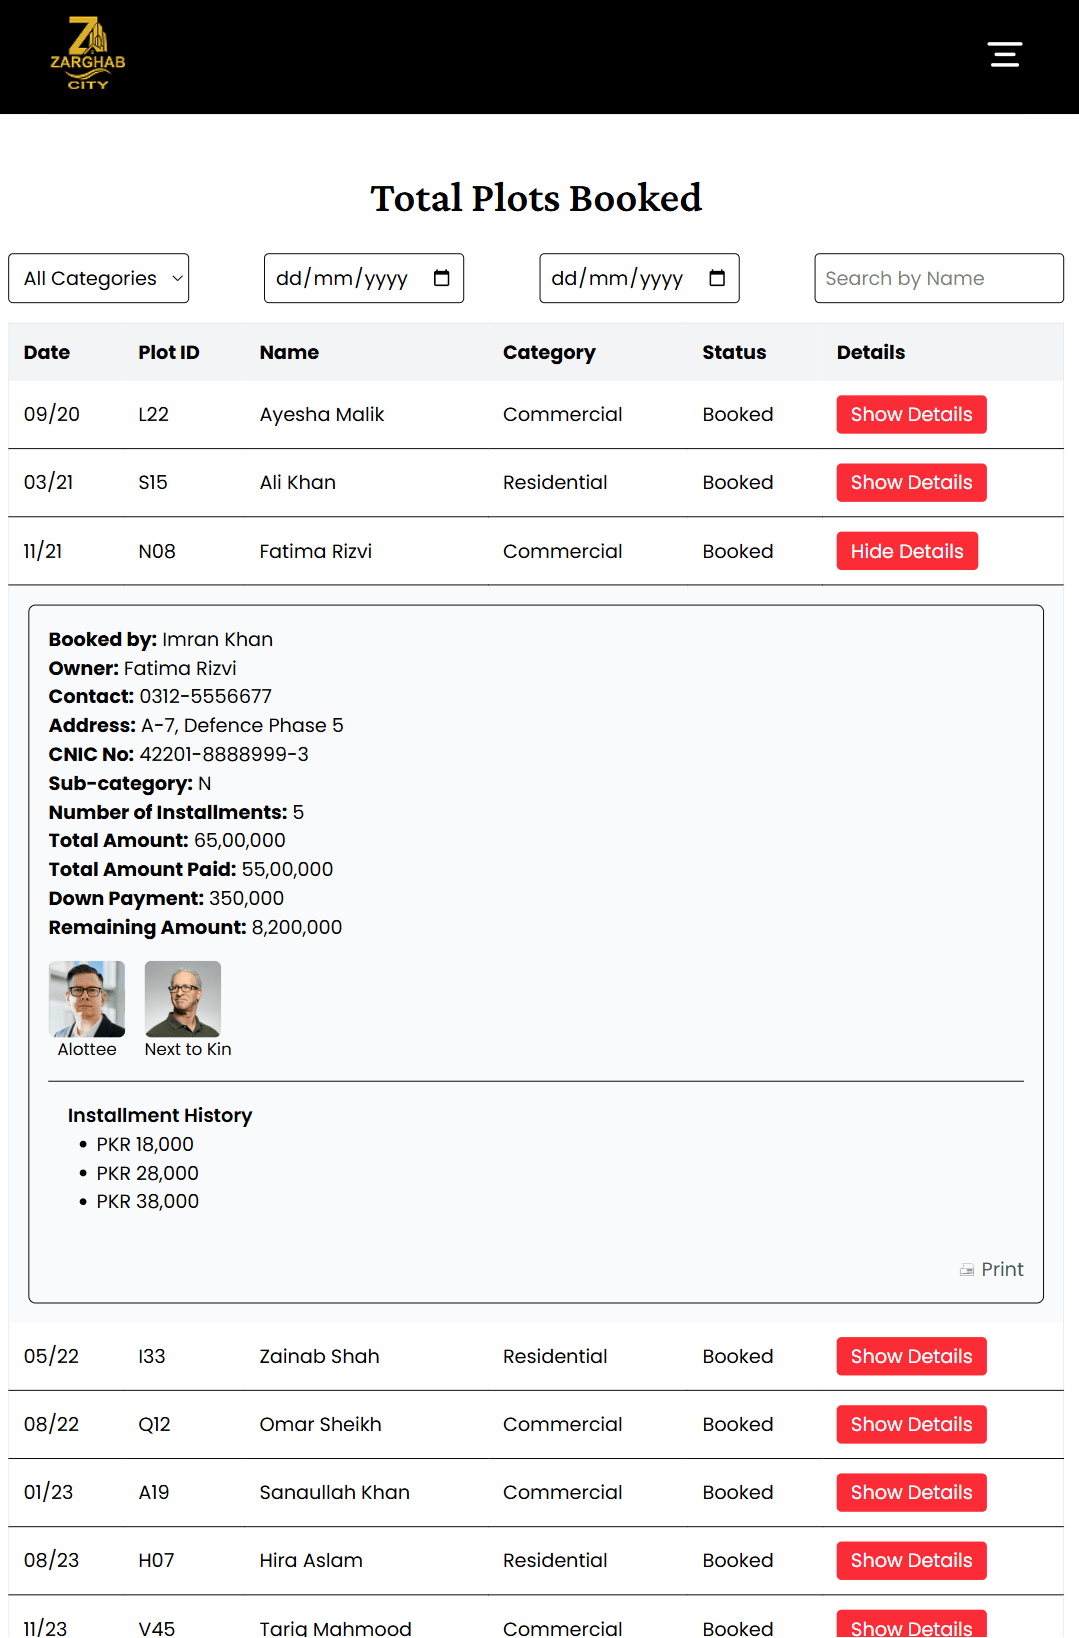 ZARGHAB
CITY
Total Plots Booked
All Categories dd/mm/yyyy dd/mm/yyyy Search by Name
Date Plot ID Name Category Status Details
09/20 L22 Ayesha Malik Commercial Booked Show Details
03/21 S15 Ali Khan Residential Booked Show Details
11/21 N08 Fatima Rizvi Commercial Booked Hide Details
Booked by: Imran Khan
Owner: Fatima Rizvi
Contact: 0312-5556677
Address: A-7, Defence Phase 5
CNIC No: 42201-8888999-3
Sub-category: N
Number of Installments: 5
Total Amount: 65,00,000
Total Amount Paid: 55,00,000
Down Payment: 350,000
Remaining Amount: 8,200,000
Alottee Next to Kin
Installment History
• PKR 18,000
• PKR 28,000
• PKR 38,000
Print
05/22 I33 Zainab Shah Residential Booked Show Details
08/22 Q12 Omar Sheikh Commercial Booked Show Details
01/23 A19 Sanaullah Khan Commercial Booked Show Details
08/23 H07 Hira Aslam Residential Booked Show Details
11/23 V45 Tariq Mahmood Commercial Booked Show Details